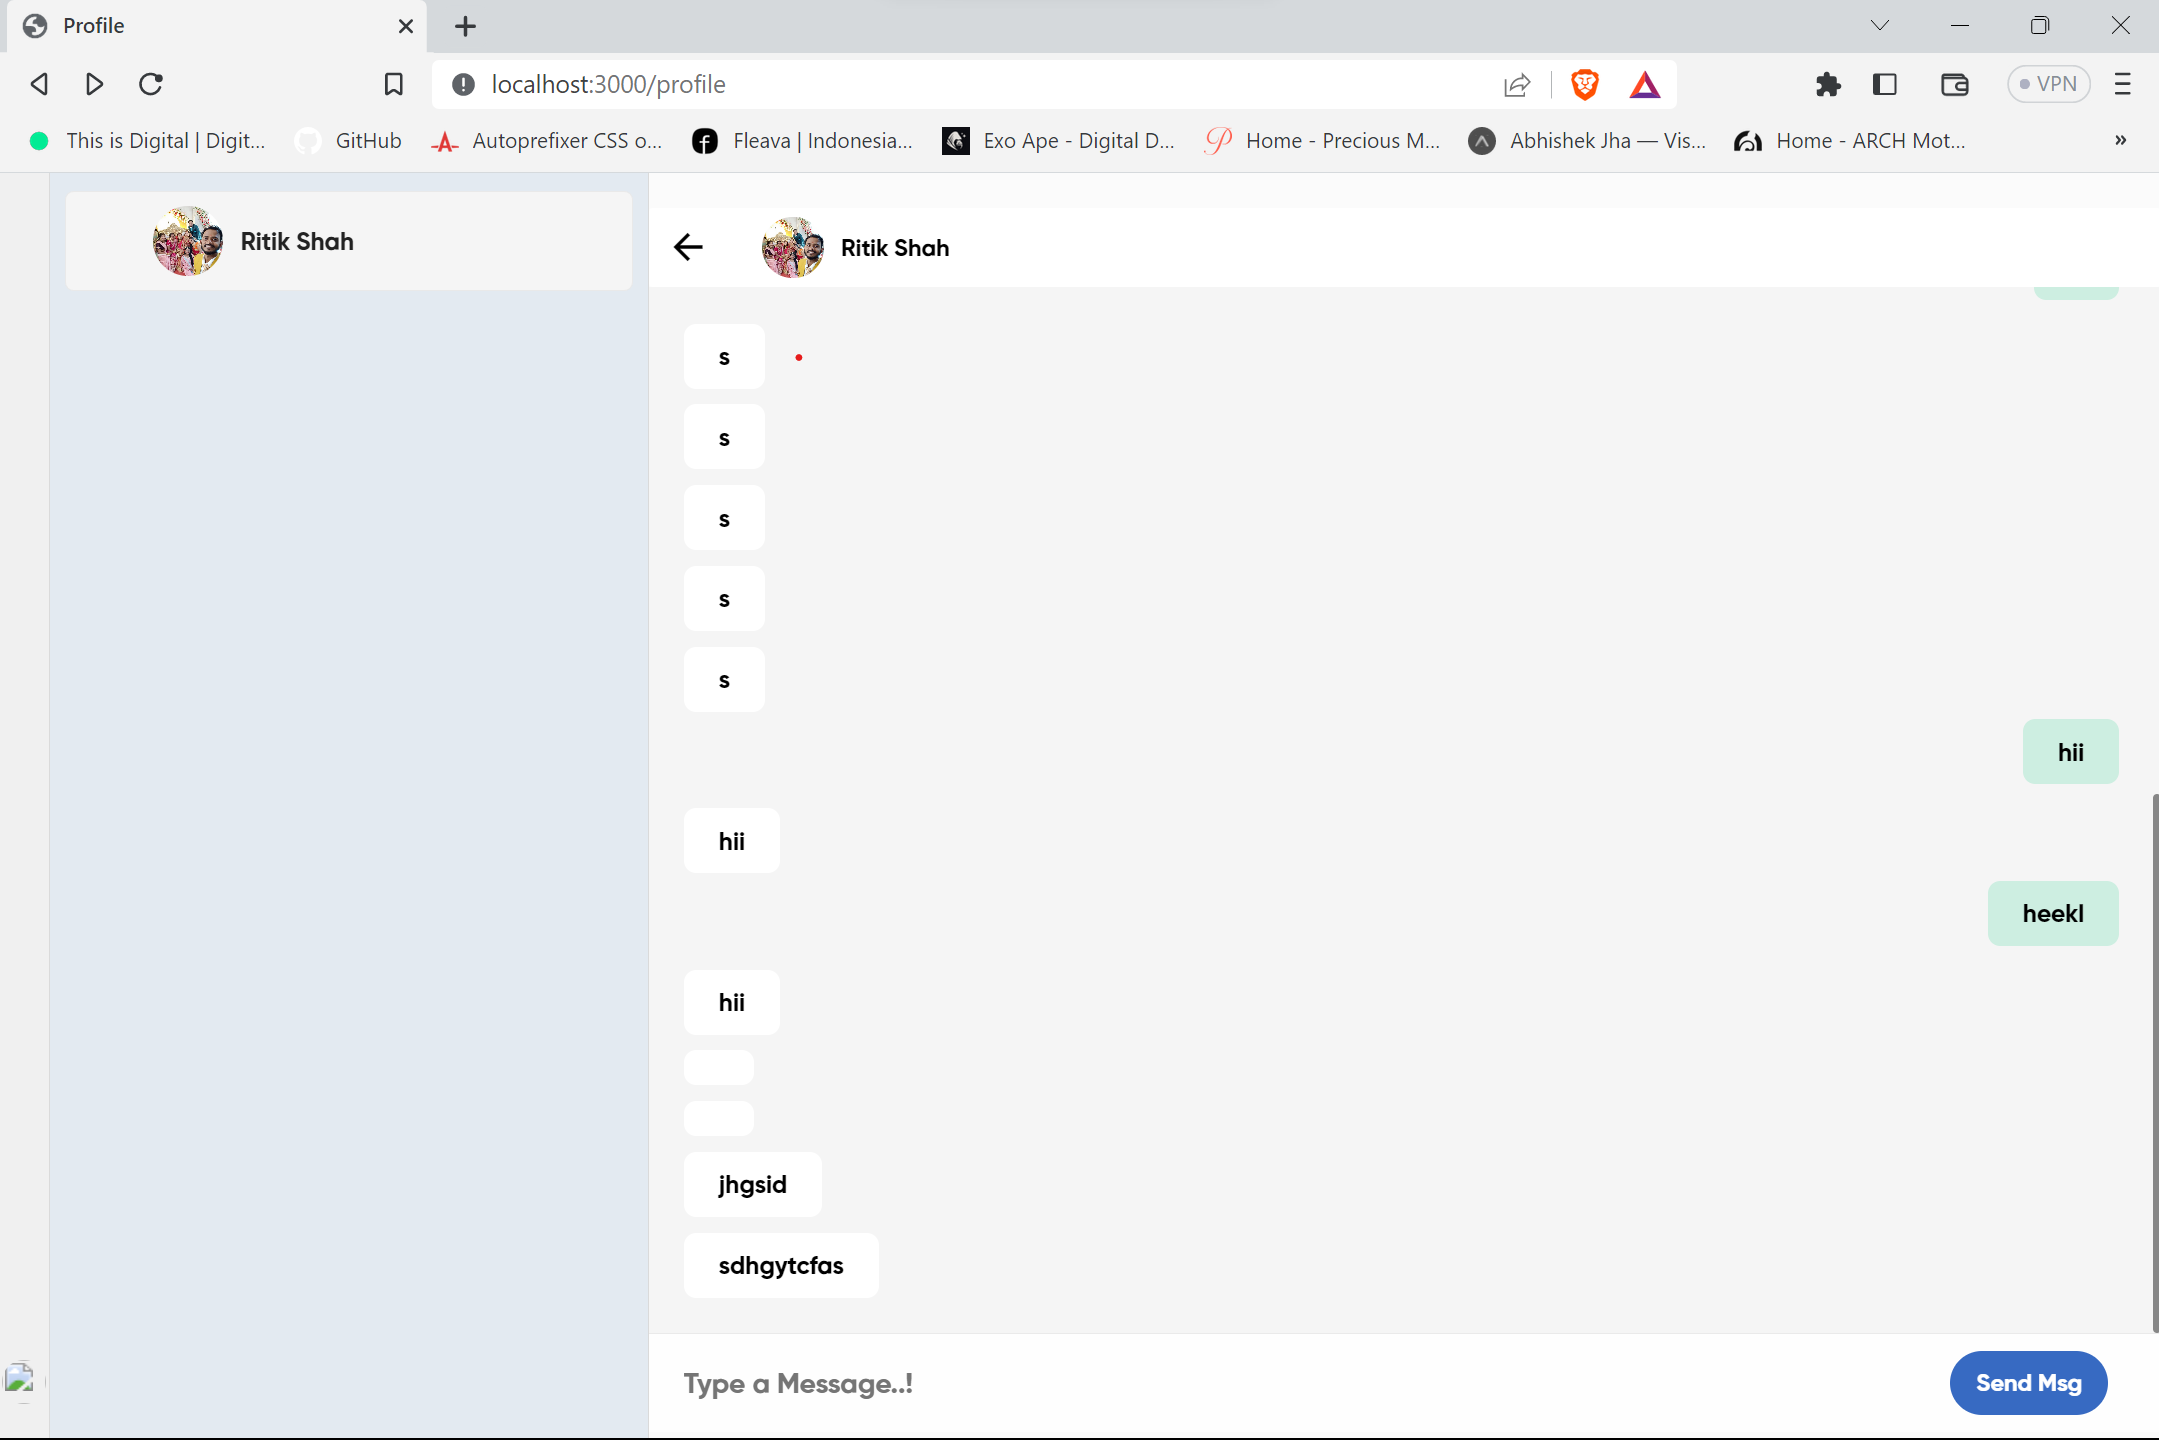 Profile
localhost:3000/profile
VPN
This is Digital | Digit...
GitHub
Autoprefixer CSS o...
Fleava | Indonesia...
Exo Ape - Digital D...
Home - Precious M...
Abhishek Jha — Vis...
Home - ARCH Mot...
»
Ritik Shah
Ritik Shah
s
s
s
s
s
hii
hii
heekl
hii
jhgsid
sdhgytcfas
Type a Message..!
Send Msg